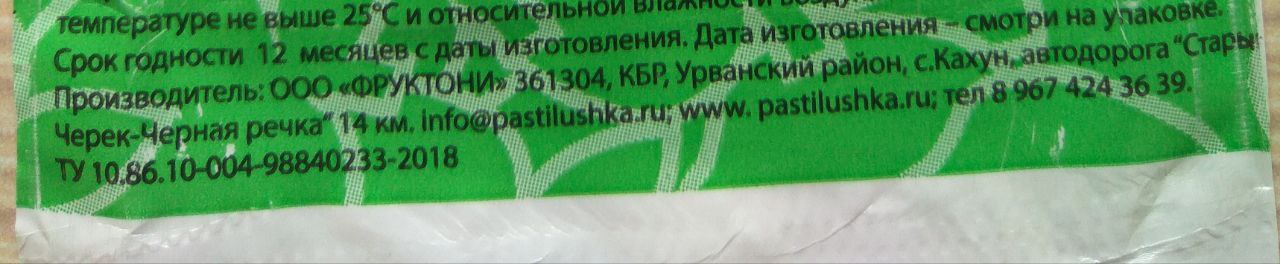 температуре не выше 25°С и относительной влажности
Срок годности 12 месяцев с даты изготовления. Дата изготовления – смотри на упаковке.
Производитель: ООО «ФРУКТОНИ» 361304, КБР, Урванский район, с.Кахун, автодорога "Стары
Черек-Черная речка" 14 км. info@pastilushka.ru; www. pastilushka.ru; тел 8 967 424 36 39.
ТУ 10.86.10-004-98840233-2018